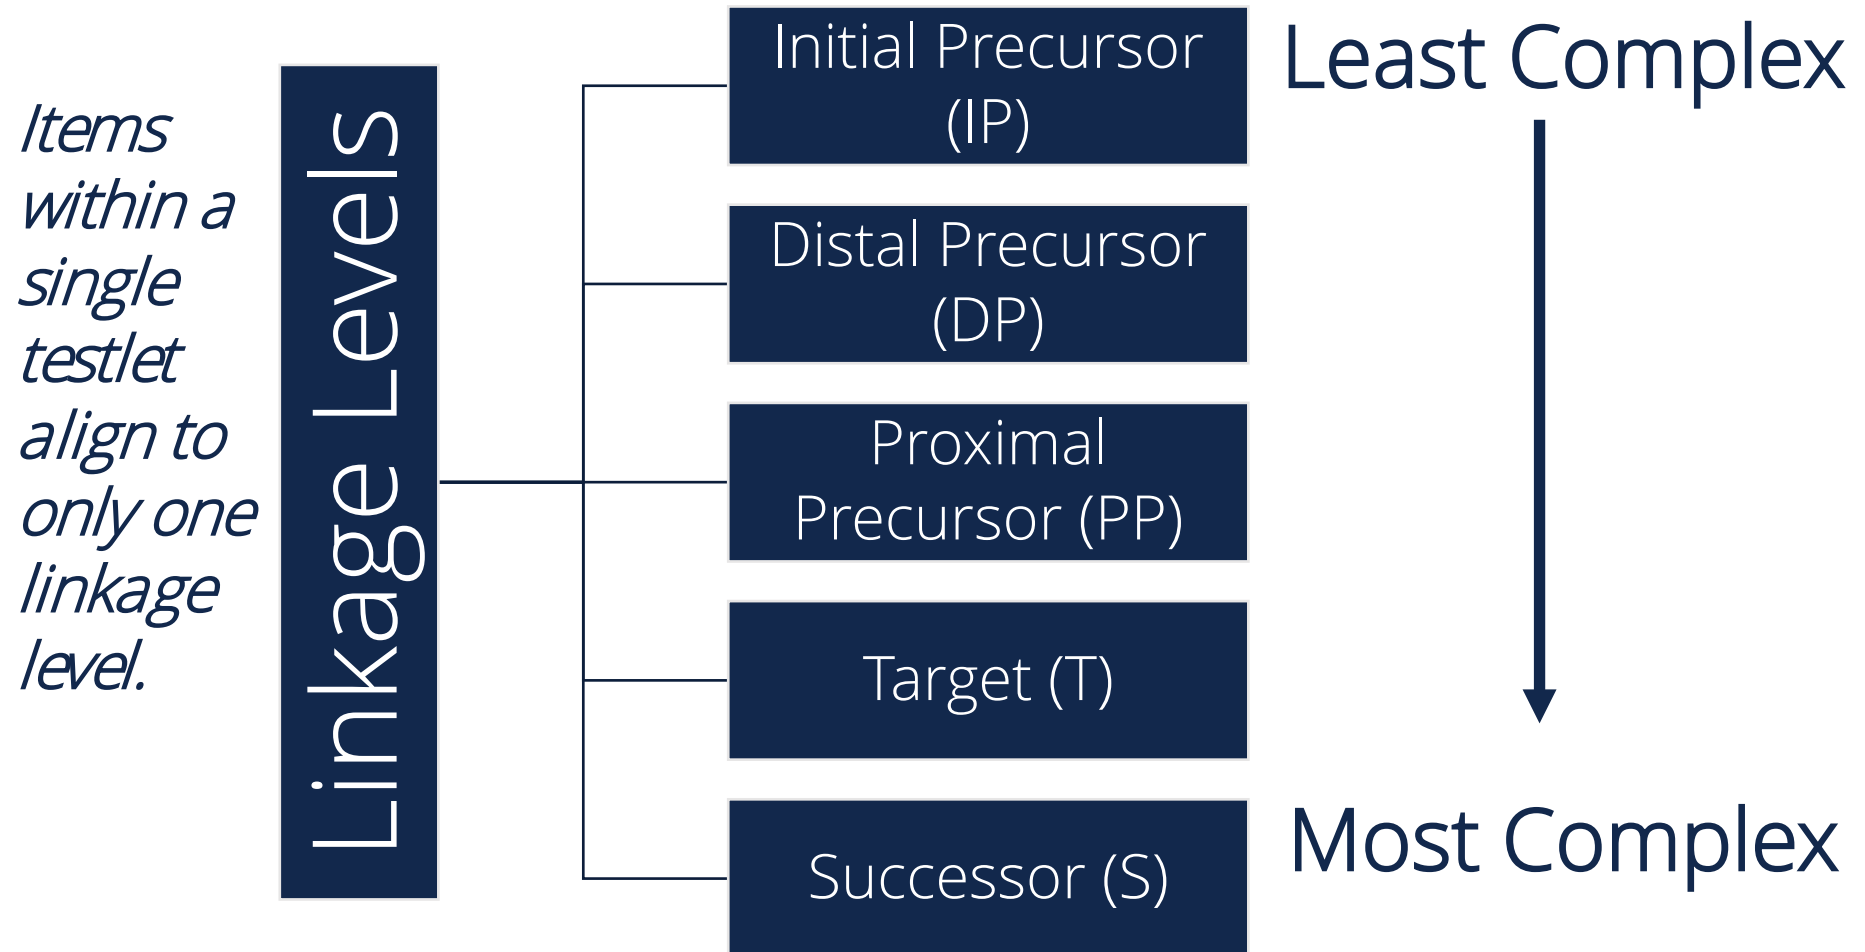 Items
within a
single
testlet
align to
only one
linkage
level.
Linkage Levels
Initial Precursor
(IP)
Distal Precursor
(DP)
Proximal
Precursor (PP)
Target (T)
Successor (S)
Least Complex
Most Complex